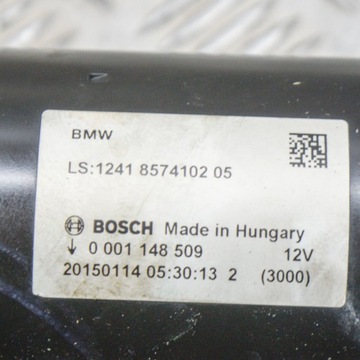 BMW
LS:1241 8574102 05
BOSCH Made in Hungary
↓ 0 001 148 509 12V
20150114 05:30:13 2 (3000)